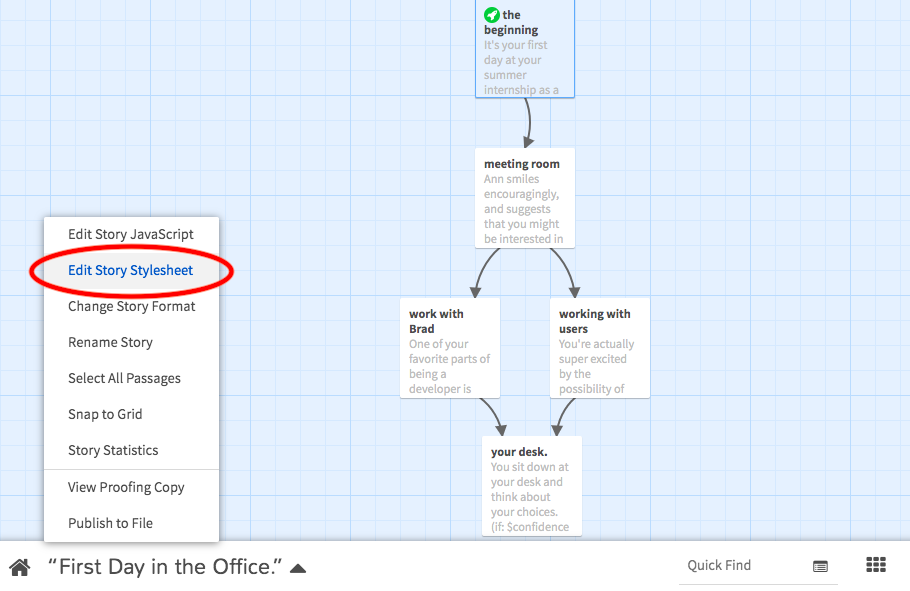 the
beginning
It's your first
day at your
summer
internship as a
meeting room
Ann smiles
encouragingly,
and suggests
that you might
be interested in
Edit Story JavaScript
Edit Story Stylesheet
Change Story Format
Rename Story
Select All Passages
Snap to Grid
Story Statistics
View Proofing Copy
Publish to File
work with
Brad
One of your
favorite parts of
being a
developer is
working with
users
You're actually
super excited
by the
possibility of
your desk.
You sit down at
your desk and
think about
your choices.
(if: $confidence
“First Day in the Office.”
Quick Find